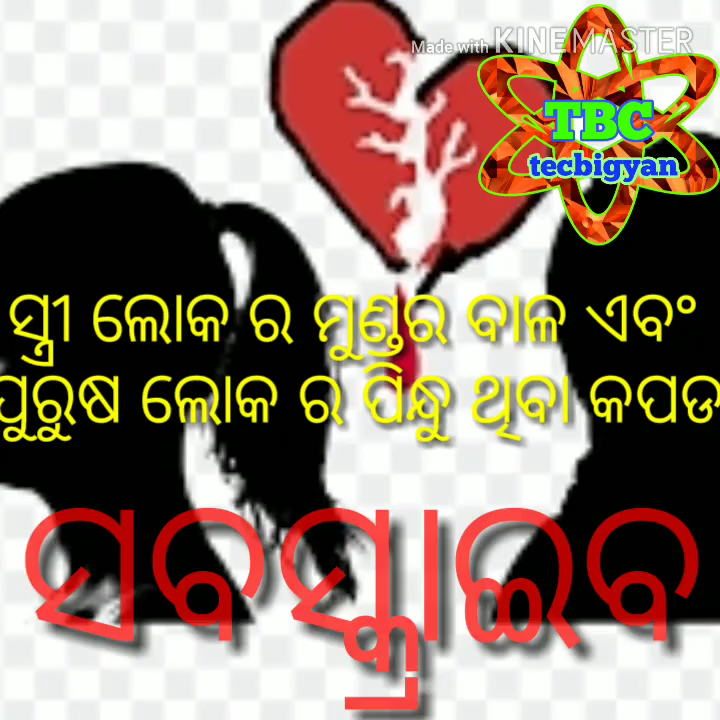 Made with KINEMASTER
TBC
tecbigyan
ସ୍ତ୍ରୀ ଲୋକ ର ମୁଣ୍ଡର ବାଳ ଏବଂ
ପୁରୁଷ ଲୋକ ର ପିନ୍ଧୁ ଥିବା କପଡ
ସବସ୍କ୍ରାଇବ